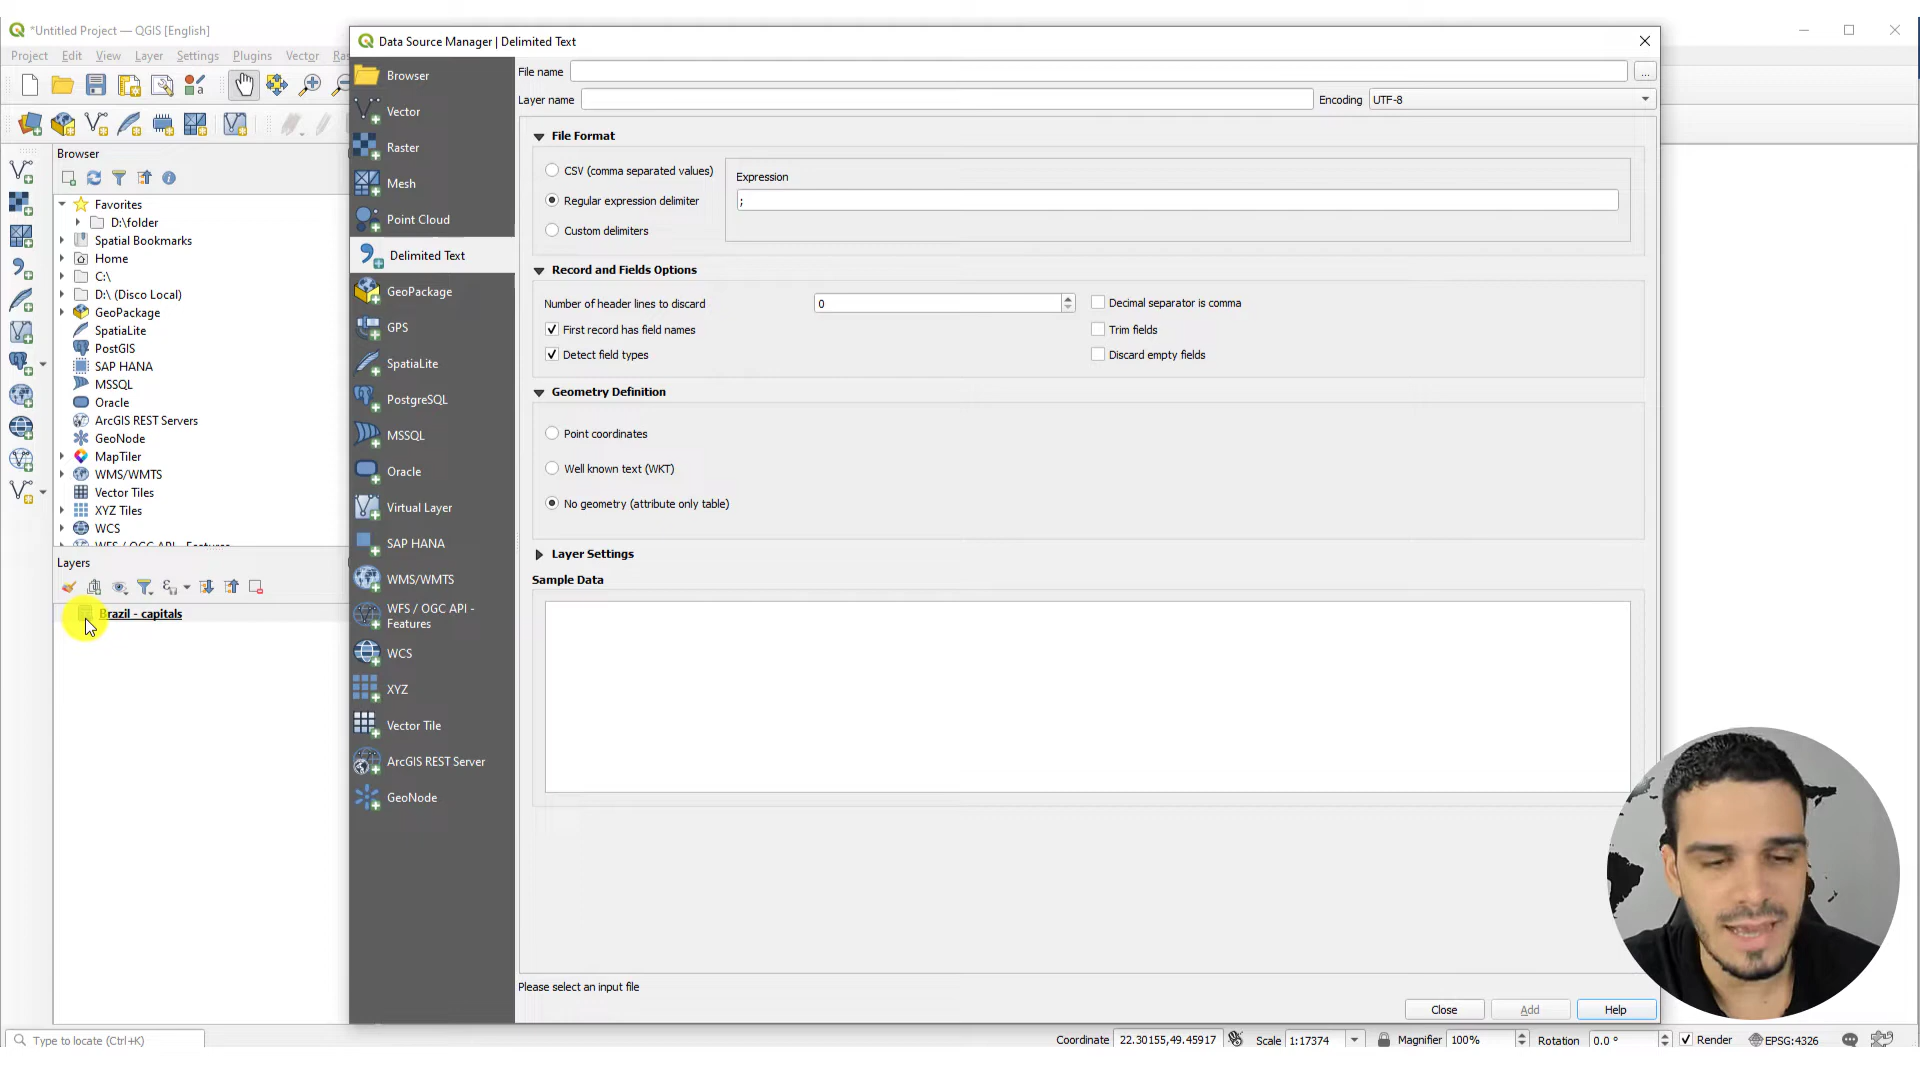 *Untitled Project — QGIS [English]
Project Edit View Layer Settings Plugins Vector
Browser
Favorites
D:\folder
Spatial Bookmarks
Home
C:\
D:\ (Disco Local)
GeoPackage
SpatiaLite
PostGIS
SAP HANA
MSSQL
Oracle
ArcGIS REST Servers
GeoNode
MapTiler
WMS/WMTS
Vector Tiles
XYZ Tiles
WCS
WFS / OGC API - Features
Layers
Brazil - capitals
Type to locate (Ctrl+K)
Data Source Manager | Delimited Text
Browser
Vector
Raster
Mesh
Point Cloud
Delimited Text
GeoPackage
GPS
SpatiaLite
PostgreSQL
MSSQL
Oracle
Virtual Layer
SAP HANA
WMS/WMTS
WFS / OGC API -
Features
WCS
XYZ
Vector Tile
ArcGIS REST Server
GeoNode
File name
...
Layer name
Encoding UTF-8
File Format
CSV (comma separated values)
Regular expression delimiter
Custom delimiters
Expression
;
Record and Fields Options
Number of header lines to discard 0
Decimal separator is comma
First record has field names
Trim fields
Detect field types
Discard empty fields
Geometry Definition
Point coordinates
Well known text (WKT)
No geometry (attribute only table)
Layer Settings
Sample Data
Please select an input file
Close Add Help
Coordinate 22.30155,49.45917 Scale 1:17374 Magnifier 100% Rotation 0.0 ° Render EPSG:4326